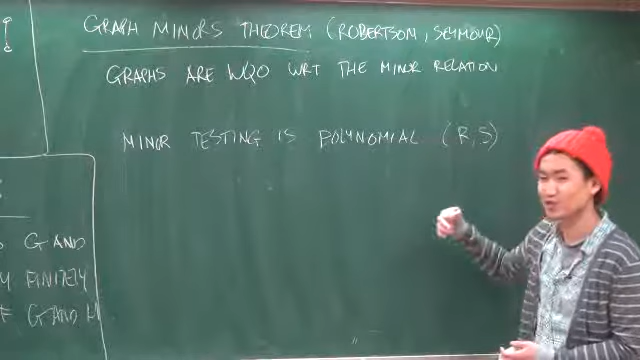 GRAPH MINORS THEOREM (ROBERTSON, SEYMOUR)
GRAPHS ARE WQO WRT THE MINOR RELATION
MINOR TESTING IS POLYNOMIAL (R,S)
G AND
FINITELY
G AND H